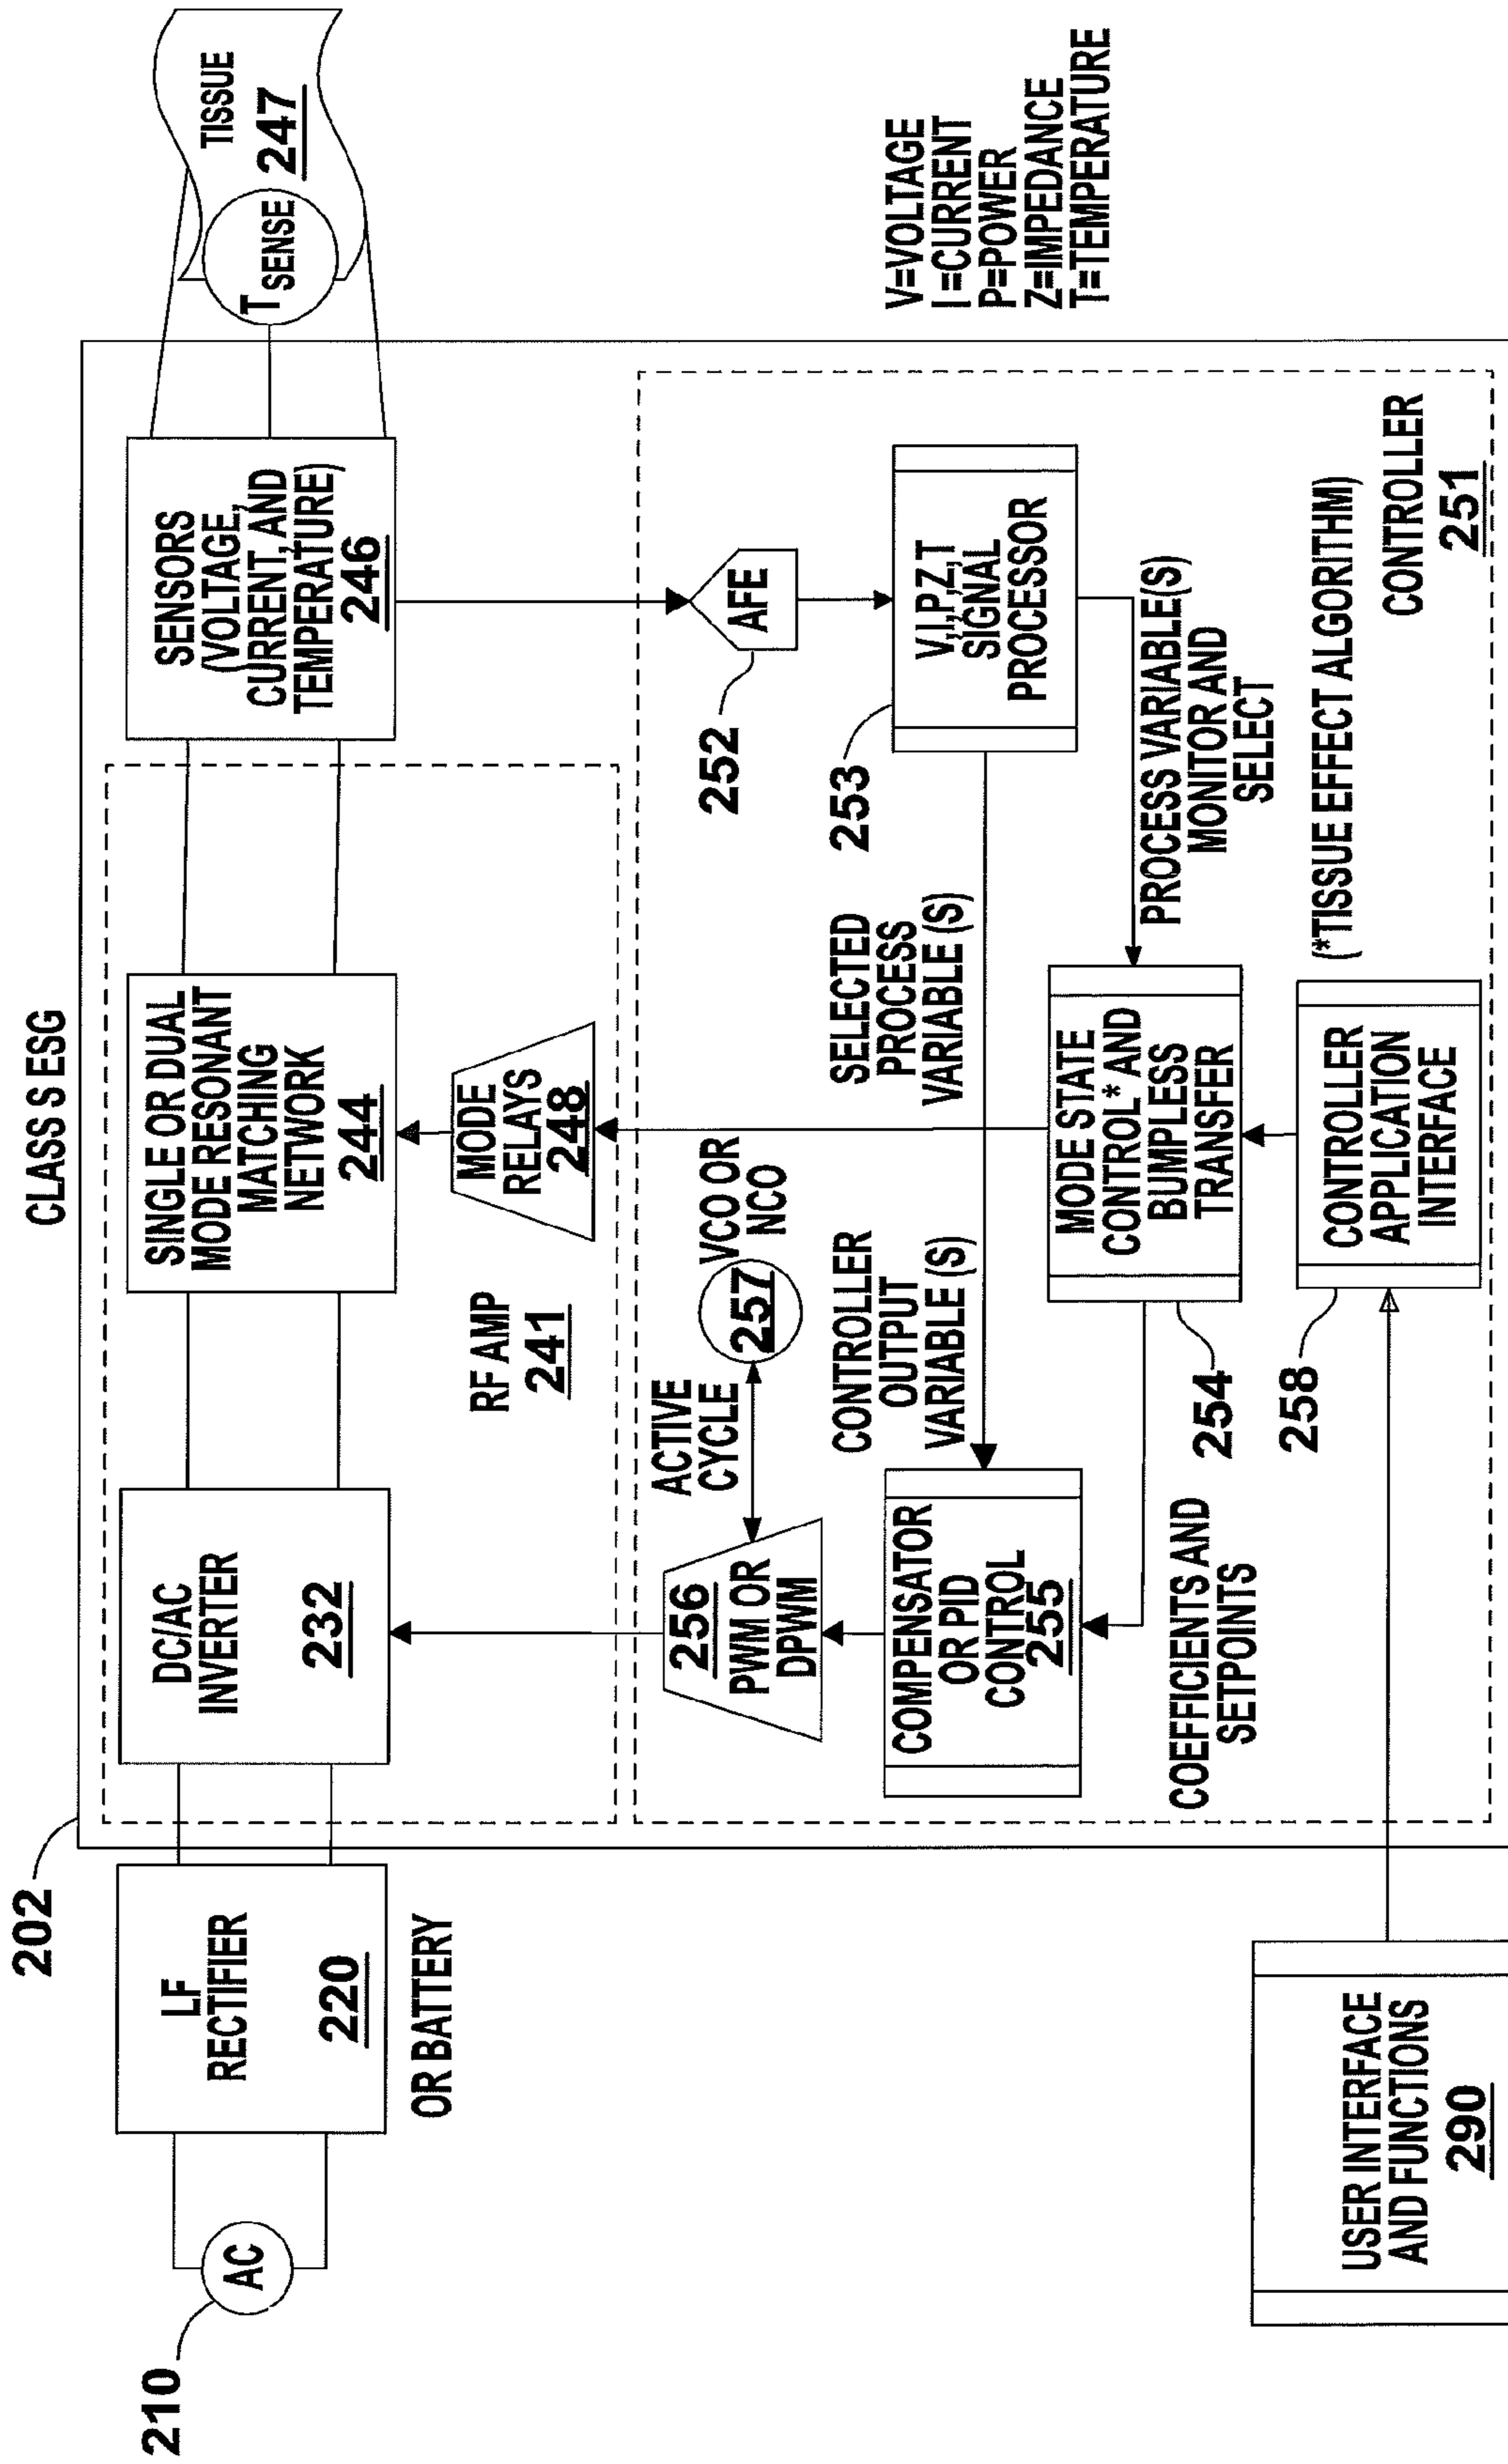 CLASS S ESG
202
210
AC
LF
RECTIFIER
220
OR BATTERY
DC/AC
INVERTER
232
SINGLE OR DUAL
MODE RESONANT
MATCHING
NETWORK
244
SENSORS
(VOLTAGE,
CURRENT, AND
TEMPERATURE)
246
T SENSE
TISSUE
247
RF AMP
241
MODE
RELAYS
248
256
PWM OR
DPWM
ACTIVE
CYCLE
257
VCO OR
NCO
252
AFE
COMPENSATOR
OR PID
CONTROL
255
CONTROLLER
OUTPUT
VARIABLE (S)
SELECTED
PROCESS
VARIABLE (S)
253
V,I,P,Z,T
SIGNAL
PROCESSOR
V=VOLTAGE
I=CURRENT
P=POWER
Z=IMPEDANCE
T=TEMPERATURE
COEFFICIENTS AND
SETPOINTS
254
MODE STATE
CONTROL* AND
BUMPLESS
TRANSFER
PROCESS VARIABLE(S)
MONITOR AND
SELECT
258
CONTROLLER
APPLICATION
INTERFACE
(*TISSUE EFFECT ALGORITHM)
CONTROLLER
251
USER INTERFACE
AND FUNCTIONS
290